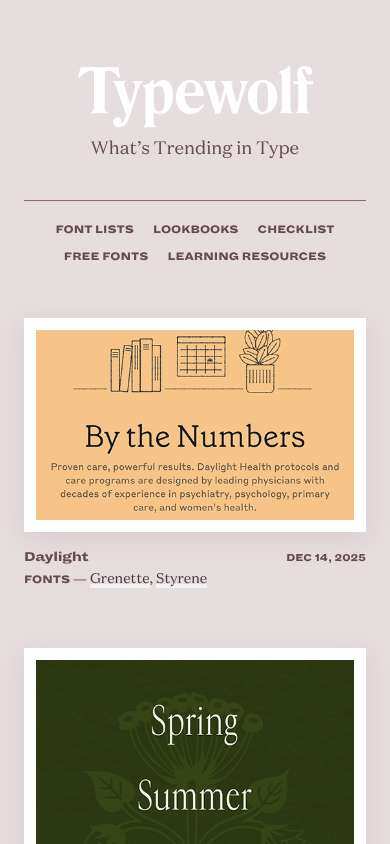 Typewolf
What’s Trending in Type
FONT LISTS LOOKBOOKS CHECKLIST
FREE FONTS LEARNING RESOURCES
By the Numbers
Proven care, powerful results. Daylight Health protocols and
care programs are designed by leading physicians with
decades of experience in psychiatry, psychology, primary
care, and women's health.
Daylight DEC 14, 2025
FONTS — Grenette, Styrene
Spring
Summer